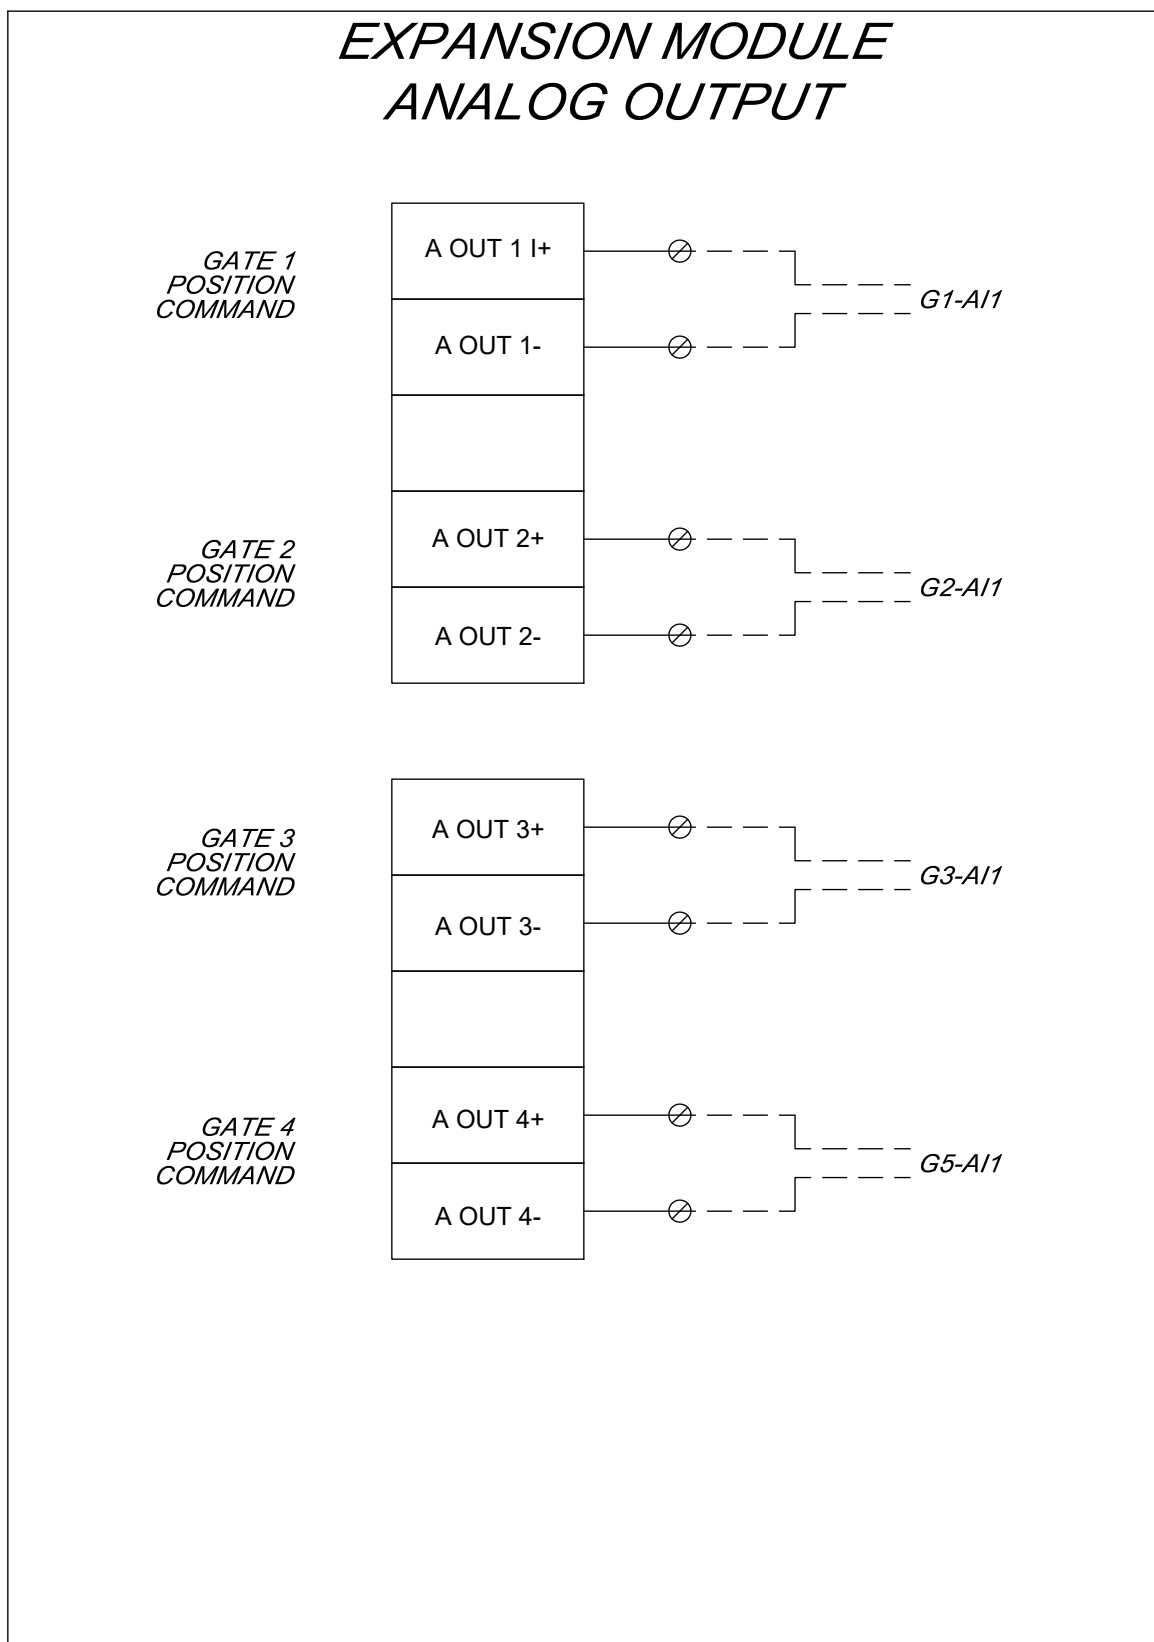 EXPANSION MODULE
ANALOG OUTPUT
GATE 1
POSITION
COMMAND
A OUT 1 I+
A OUT 1-
G1-AI1
GATE 2
POSITION
COMMAND
A OUT 2+
A OUT 2-
G2-AI1
GATE 3
POSITION
COMMAND
A OUT 3+
A OUT 3-
G3-AI1
GATE 4
POSITION
COMMAND
A OUT 4+
A OUT 4-
G5-AI1